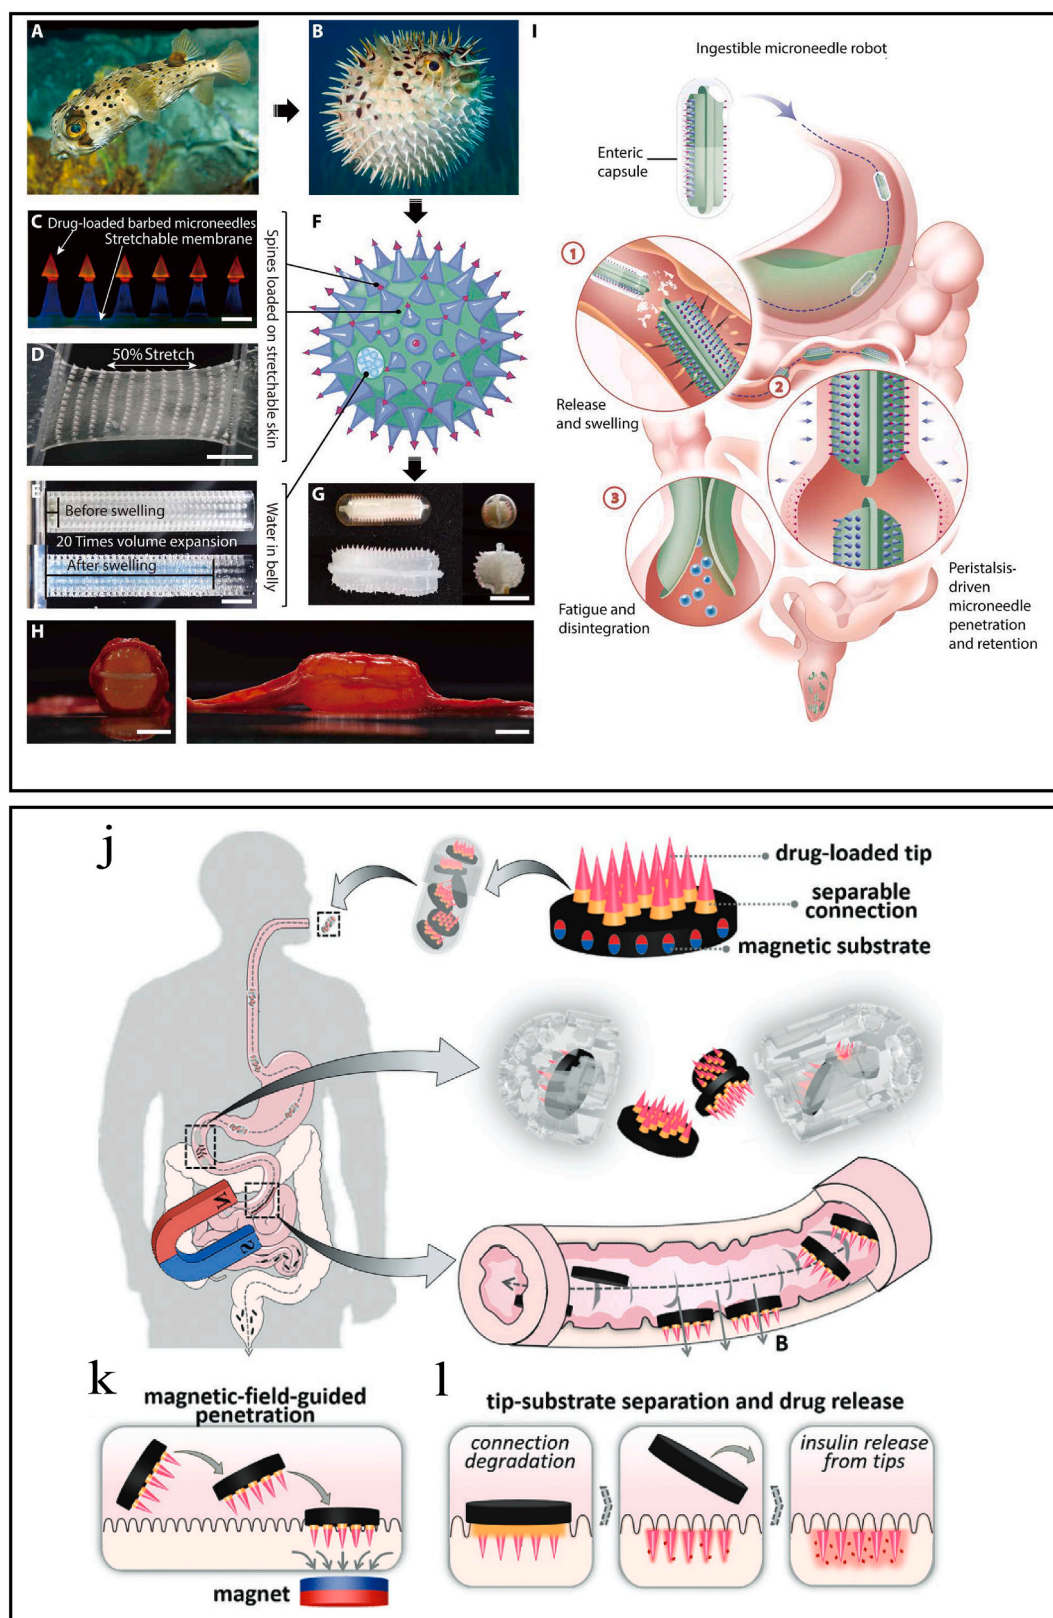 A
B
I
Ingestible microneedle robot
Enteric
capsule
C
Drug-loaded barbed microneedles
Stretchable membrane
Spines loaded on stretchable skin
F
1
D
50% Stretch
Release
and swelling
2
E
Before swelling
20 Times volume expansion
After swelling
Water in belly
G
3
Fatigue and
disintegration
Peristalsis-
driven
microneedle
penetration
and retention
H
j
drug-loaded tip
separable
connection
magnetic substrate
N
S
B
k
magnetic-field-guided
penetration
magnet
l
tip-substrate separation and drug release
connection
degradation
insulin release
from tips